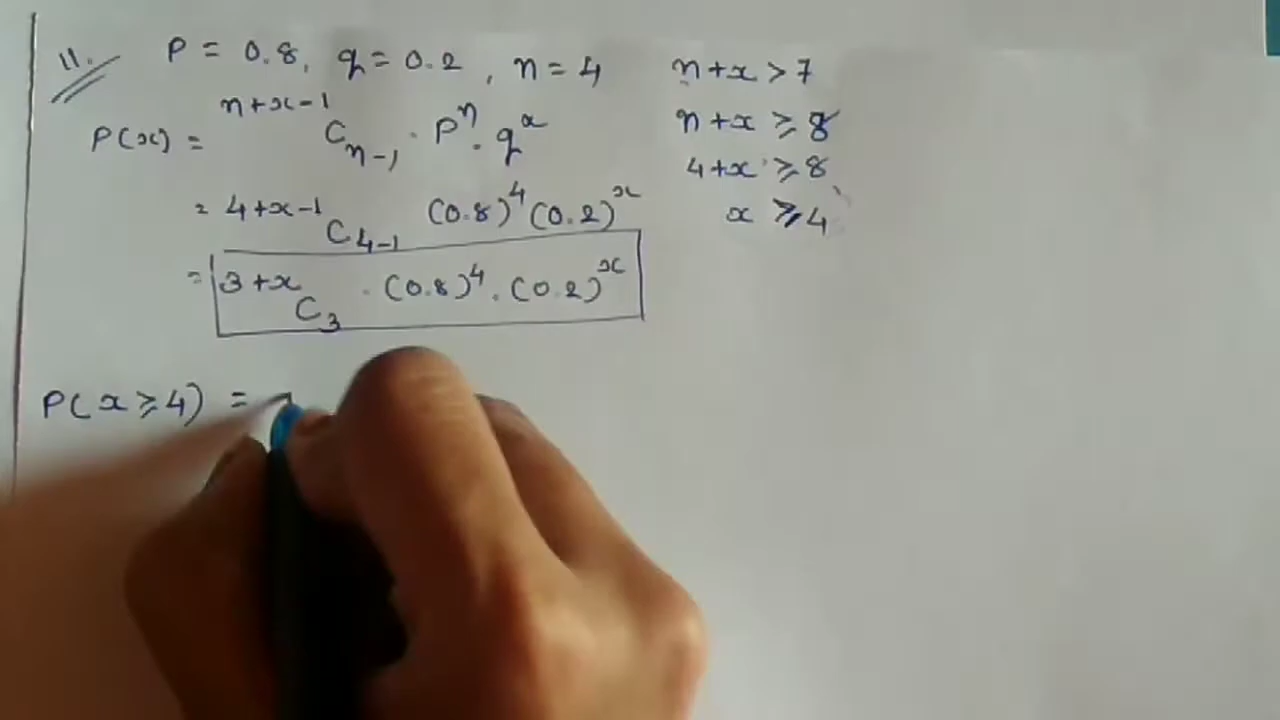 11. P = 0.8, q = 0.2, n = 4
P(x) = n+x-1 C n-1 . P^n . q^x
= 4+x-1 C 4-1 (0.8)^4 (0.2)^x
= 3+x C 3 . (0.8)^4 . (0.2)^x
n+x > 7
n+x ≥ 8
4+x ≥ 8
x ≥ 4
P(x ≥ 4) =